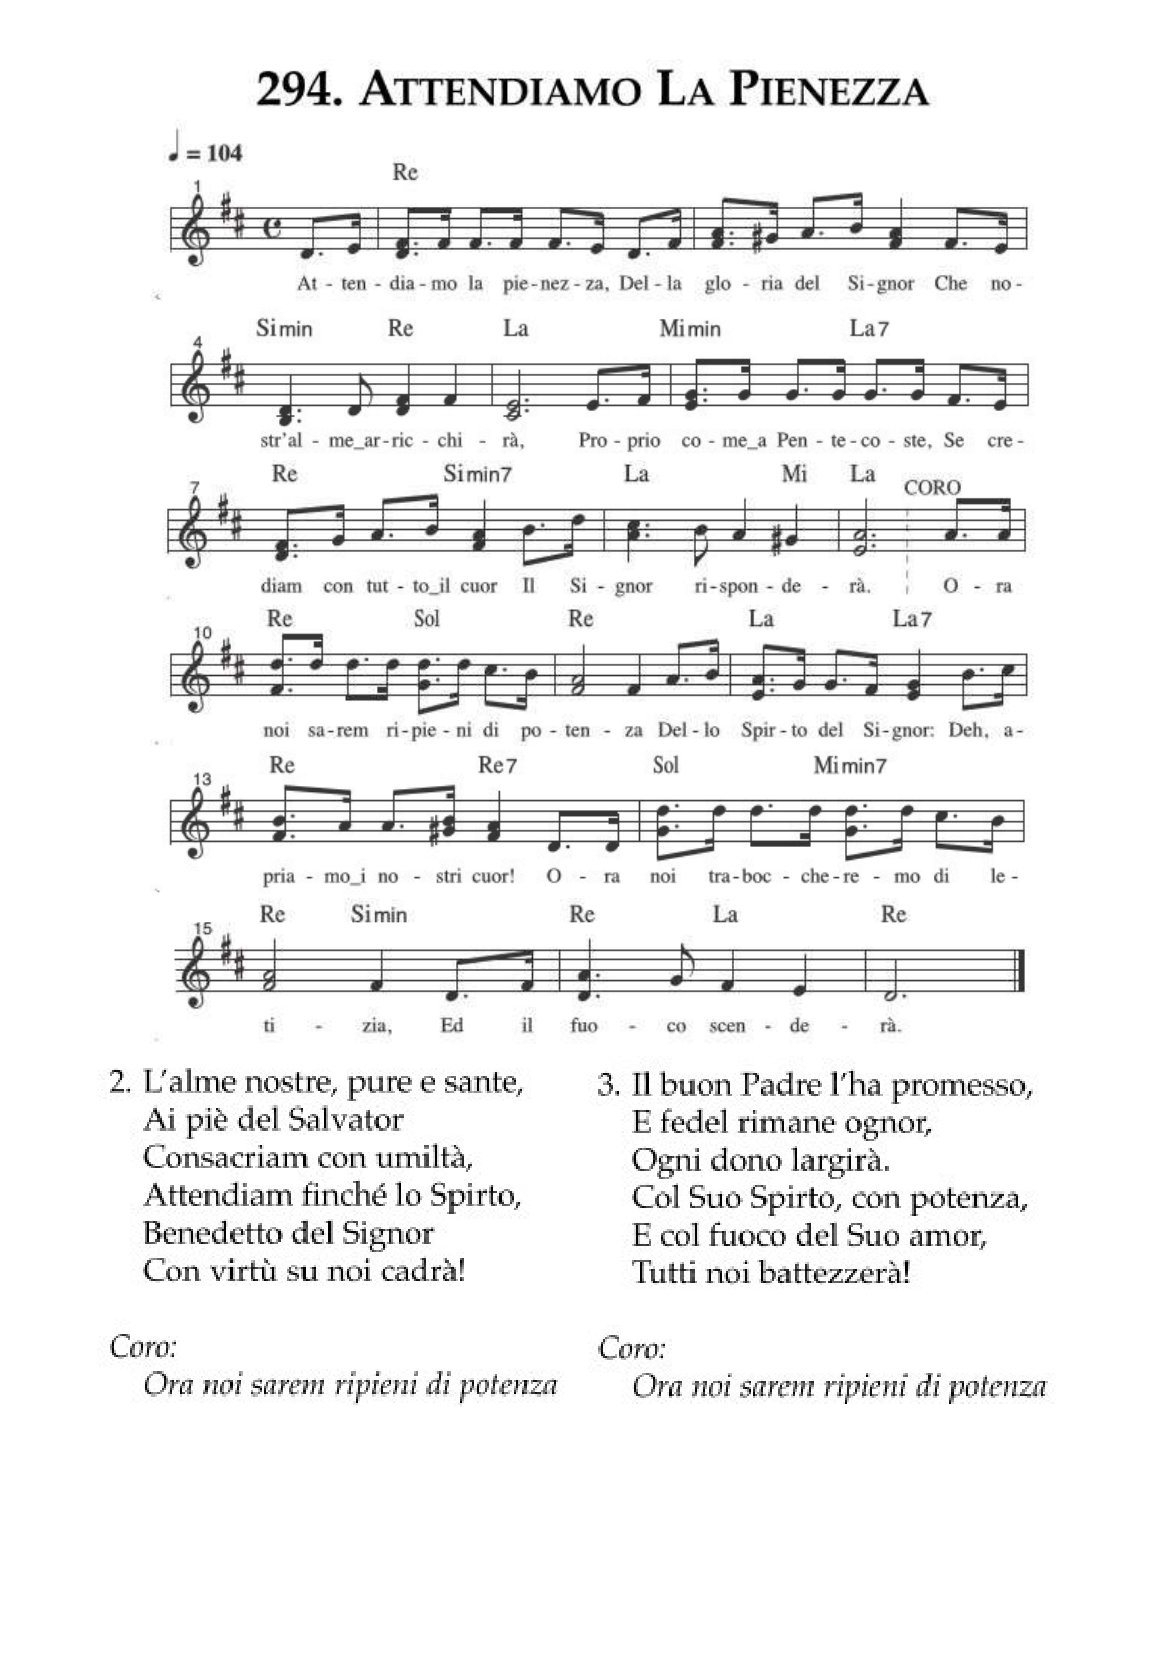 294. Attendiamo La Pienezza
= 104
Re
1
At - ten - dia - mo la pie - nez - za, Del - la glo - ria del Si - gnor Che no -
Simin Re La Mimin La7
4
str'al - me_ar - ric - chi - rà, Pro - prio co - me_a Pen - te - co - ste, Se cre -
Re Simin7 La Mi La
7 CORO
diam con tut - to_il cuor Il Si - gnor ri - spon - de - rà. O - ra
Re Sol Re La La7
10
noi sa - rem ri - pie - ni di po - ten - za Del - lo Spir - to del Si - gnor: Deh, a -
Re Re7 Sol Mimin7
13
pria - mo_i no - stri cuor! O - ra noi tra - boc - che - re - mo di le -
Re Simin Re La Re
15
ti - zia, Ed il fuo - co scen - de - rà.
2. L'alme nostre, pure e sante,
Ai piè del Salvator
Consacriam con umiltà,
Attendiam finché lo Spirto,
Benedetto del Signor
Con virtù su noi cadrà!
Coro:
Ora noi sarem ripieni di potenza
3. Il buon Padre l'ha promesso,
E fedel rimane ognor,
Ogni dono largirà.
Col Suo Spirto, con potenza,
E col fuoco del Suo amor,
Tutti noi battezzerà!
Coro:
Ora noi sarem ripieni di potenza